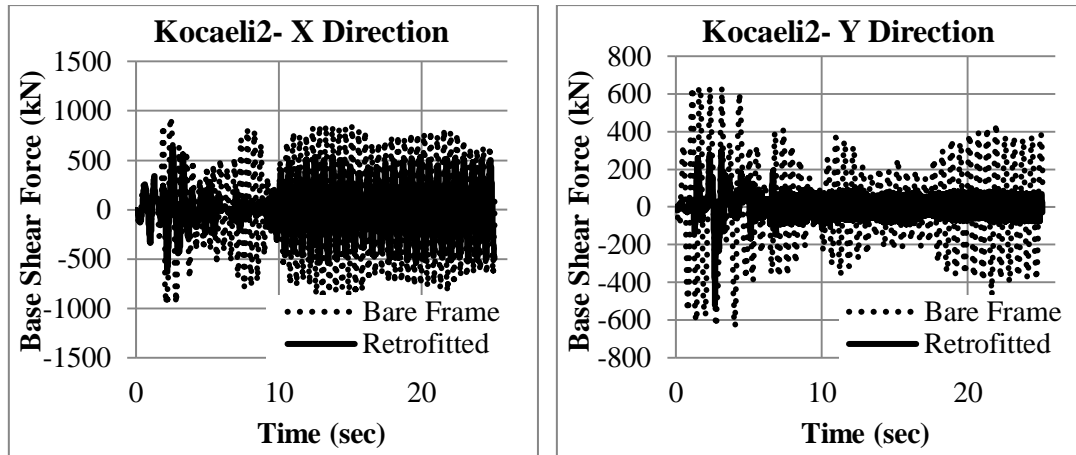 Kocaeli2- X Direction
Base Shear Force (kN)
1500
1000
500
0
-500
-1000
-1500
Bare Frame
Retrofitted
0 10 20
Time (sec)
Kocaeli2- Y Direction
Base Shear Force (kN)
800
600
400
200
0
-200
-400
-600
-800
Bare Frame
Retrofitted
0 10 20
Time (sec)